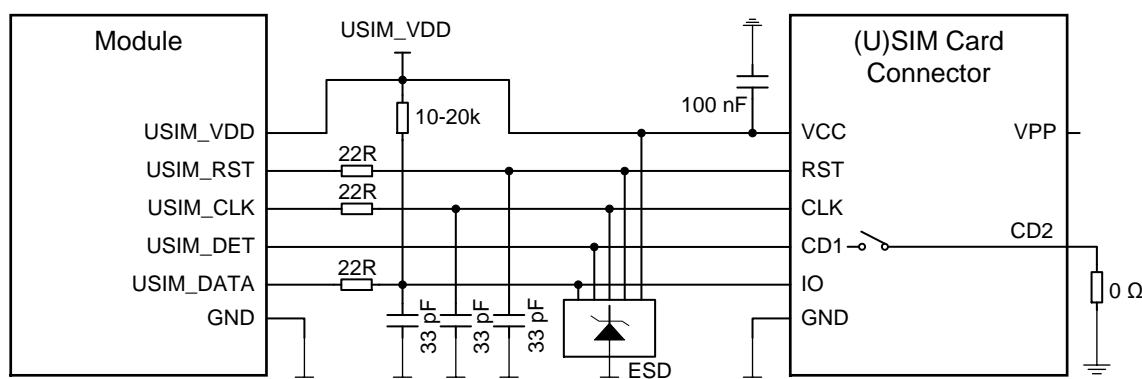 Module
USIM_VDD
(U)SIM Card
Connector
10-20k
100 nF
USIM_VDD
VCC
VPP
22R
USIM_RST
RST
22R
USIM_CLK
CLK
USIM_DET
CD1
CD2
22R
USIM_DATA
IO
0 Ω
GND
33 pF
33 pF
33 pF
GND
ESD